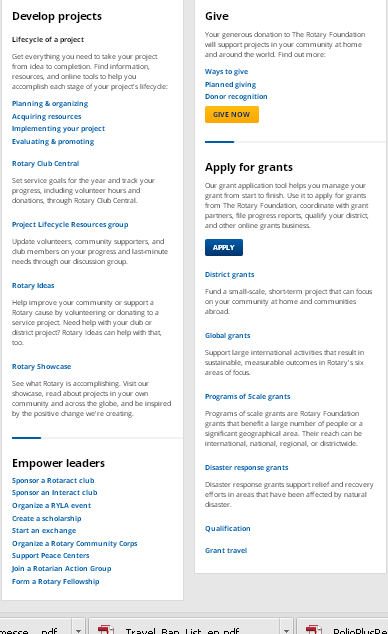 Develop projects
Lifecycle of a project
Get everything you need to take your project
from idea to completion. Find information,
resources, and online tools to help you
accomplish each stage of your project's lifecycle:
Planning & organizing
Acquiring resources
Implementing your project
Evaluating & promoting
Rotary Club Central
Set service goals for the year and track your
progress, including volunteer hours and
donations, through Rotary Club Central.
Project Lifecycle Resources group
Update volunteers, community supporters, and
club members on your progress and last-minute
needs through our discussion group.
Rotary Ideas
Help improve your community or support a
Rotary cause by volunteering or donating to a
service project. Need help with your club or
district project? Rotary Ideas can help with that,
too.
Rotary Showcase
See what Rotary is accomplishing. Visit our
showcase, read about projects in your own
community and across the globe, and be inspired
by the positive change we're creating.
Empower leaders
Sponsor a Rotaract club
Sponsor an Interact club
Organize a RYLA event
Create a scholarship
Start an exchange
Organize a Rotary Community Corps
Support Peace Centers
Join a Rotarian Action Group
Form a Rotary Fellowship
Give
Your generous donation to The Rotary Foundation
will support projects in your community at home
and around the world. Find out more:
Ways to give
Planned giving
Donor recognition
GIVE NOW
Apply for grants
Our grant application tool helps you manage your
grant from start to finish. Use it to apply for grants
from The Rotary Foundation, coordinate with grant
partners, file progress reports, qualify your district,
and other online grants business.
APPLY
District grants
Fund a small-scale, short-term project that can focus
on your community at home and communities
abroad.
Global grants
Support large international activities that result in
sustainable, measurable outcomes in Rotary's six
areas of focus.
Programs of Scale grants
Programs of scale grants are Rotary Foundation
grants that benefit a large number of people or a
significant geographical area. Their reach can be
international, national, regional, or districtwide.
Disaster response grants
Disaster response grants support relief and recovery
efforts in areas that have been affected by natural
disaster.
Qualification
Grant travel
messe....pdf Travel_Ban_List_en.pdf PolioPlusRe